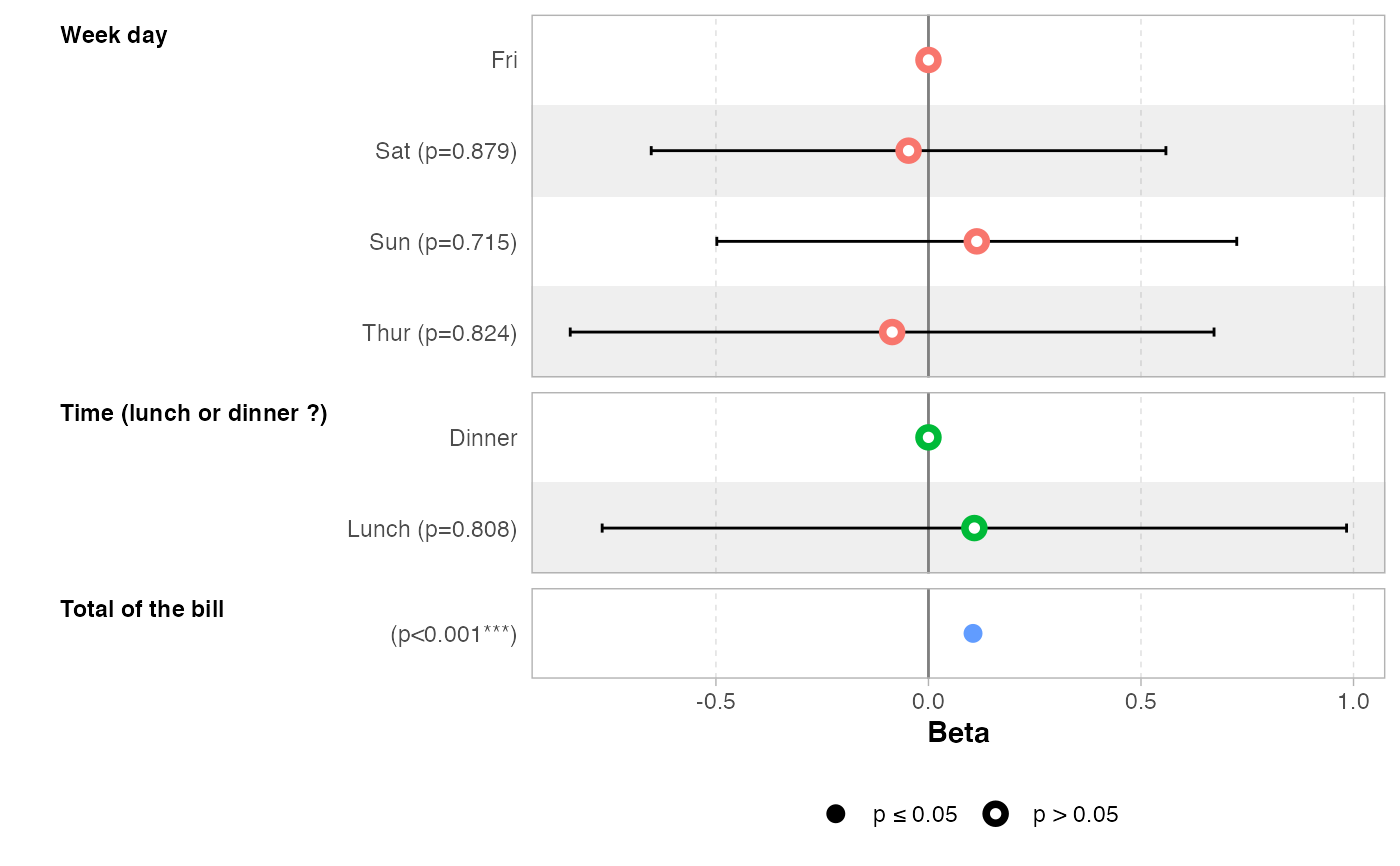 Week day
Fri
Sat (p=0.879)
Sun (p=0.715)
Thur (p=0.824)
Time (lunch or dinner ?)
Dinner
Lunch (p=0.808)
Total of the bill
(p<0.001***)
-0.5 0.0 0.5 1.0
Beta
p ≤ 0.05 p > 0.05